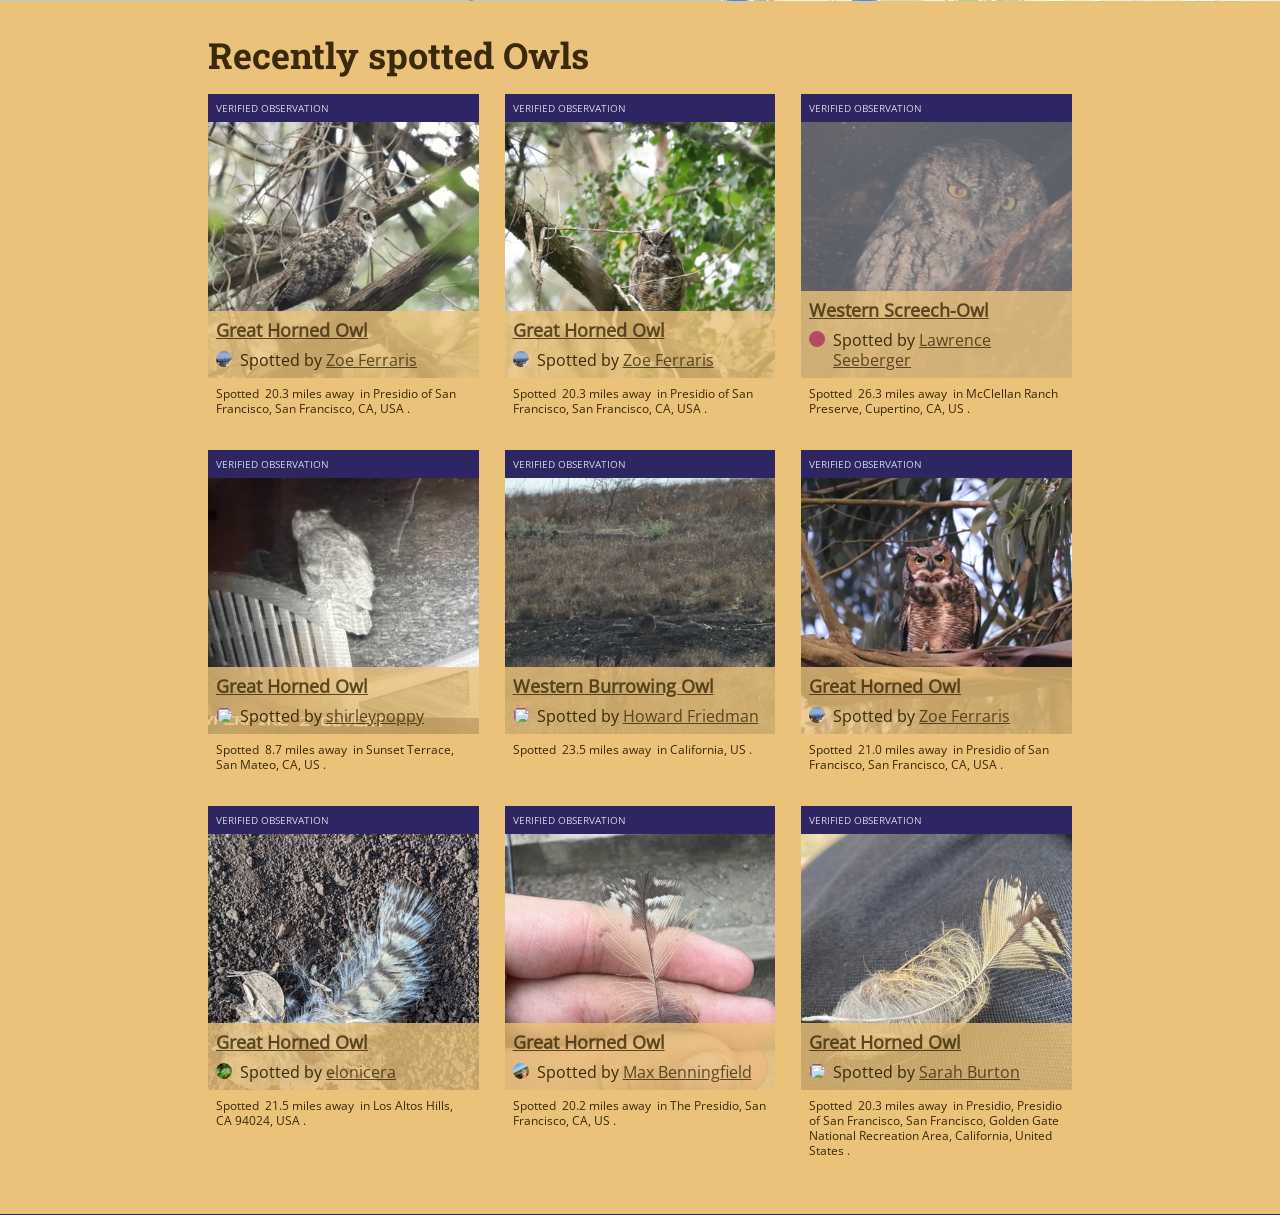 Recently spotted Owls
VERIFIED OBSERVATION
Great Horned Owl
Spotted by Zoe Ferraris
Spotted 20.3 miles away in Presidio of San
Francisco, San Francisco, CA, USA .
VERIFIED OBSERVATION
Great Horned Owl
Spotted by Zoe Ferraris
Spotted 20.3 miles away in Presidio of San
Francisco, San Francisco, CA, USA .
VERIFIED OBSERVATION
Western Screech-Owl
Spotted by Lawrence
Seeberger
Spotted 26.3 miles away in McClellan Ranch
Preserve, Cupertino, CA, US .
VERIFIED OBSERVATION
Great Horned Owl
Spotted by shirleypoppy
Spotted 8.7 miles away in Sunset Terrace,
San Mateo, CA, US .
VERIFIED OBSERVATION
Western Burrowing Owl
Spotted by Howard Friedman
Spotted 23.5 miles away in California, US .
VERIFIED OBSERVATION
Great Horned Owl
Spotted by Zoe Ferraris
Spotted 21.0 miles away in Presidio of San
Francisco, San Francisco, CA, USA .
VERIFIED OBSERVATION
Great Horned Owl
Spotted by elonicera
Spotted 21.5 miles away in Los Altos Hills,
CA 94024, USA .
VERIFIED OBSERVATION
Great Horned Owl
Spotted by Max Benningfield
Spotted 20.2 miles away in The Presidio, San
Francisco, CA, US .
VERIFIED OBSERVATION
Great Horned Owl
Spotted by Sarah Burton
Spotted 20.3 miles away in Presidio, Presidio
of San Francisco, San Francisco, Golden Gate
National Recreation Area, California, United
States .